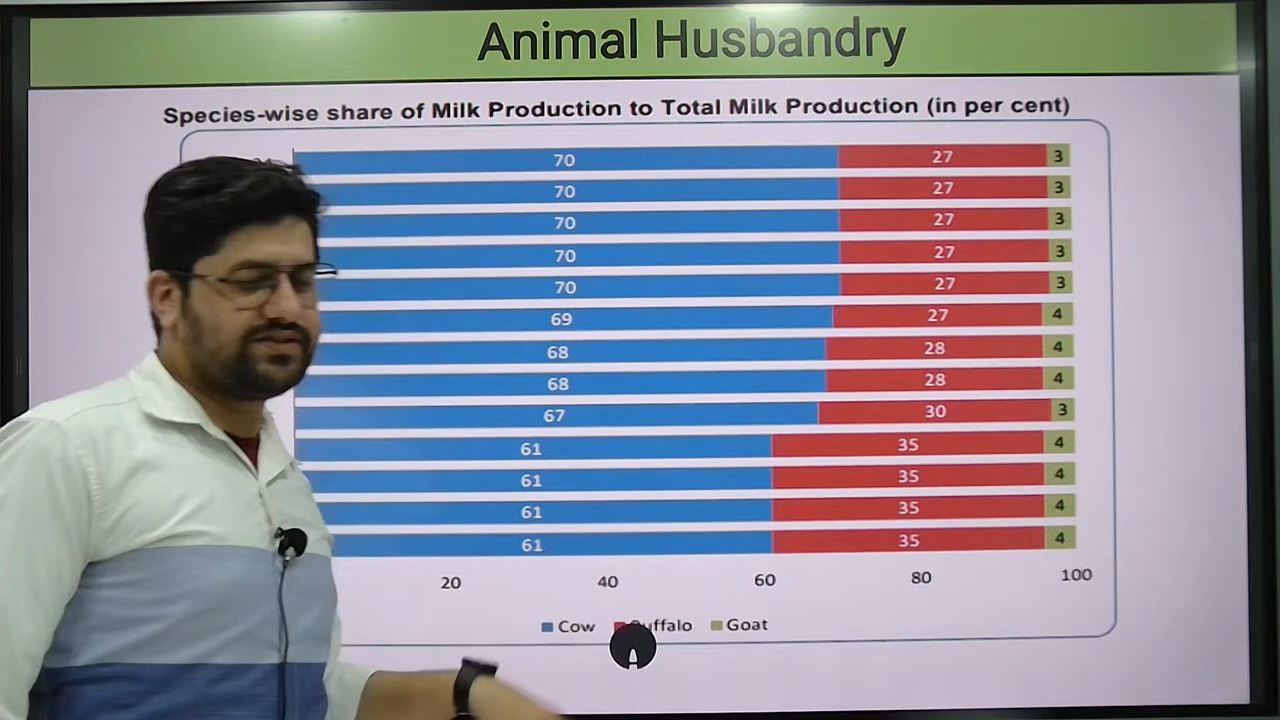 Animal Husbandry
Species-wise share of Milk Production to Total Milk Production (in per cent)
70 27 3
70 27 3
70 27 3
70 27 3
70 27 3
69 27 4
68 28 4
68 28 4
67 30 3
61 35 4
61 35 4
61 35 4
61 35 4
20 40 60 80 100
Cow uffalo Goat